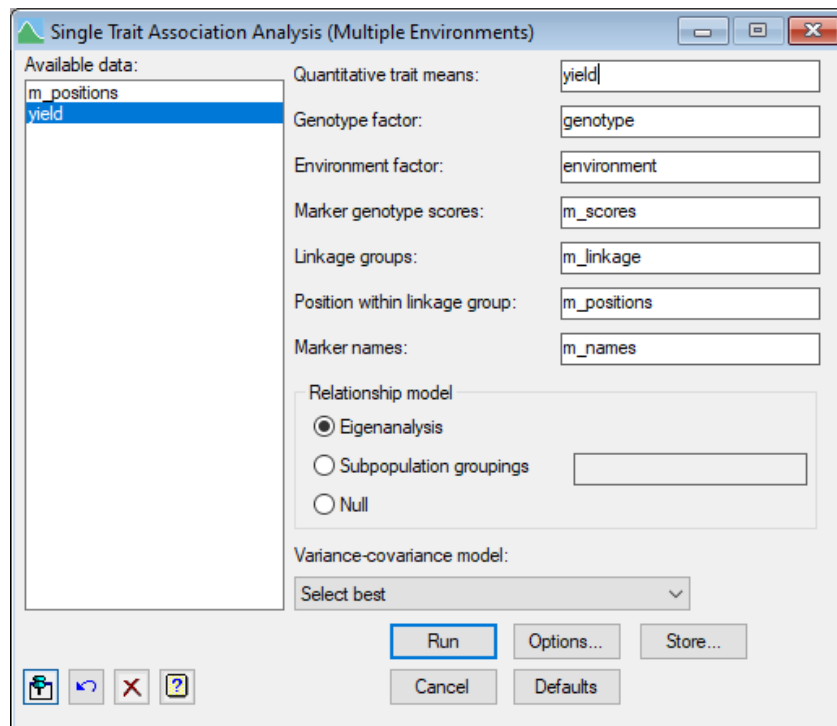 Single Trait Association Analysis (Multiple Environments)
Available data:
m_positions
yield
Quantitative trait means: yield
Genotype factor: genotype
Environment factor: environment
Marker genotype scores: m_scores
Linkage groups: m_linkage
Position within linkage group: m_positions
Marker names: m_names
Relationship model
Eigenanalysis
Subpopulation groupings
Null
Variance-covariance model:
Select best
Run Options... Store...
Cancel Defaults